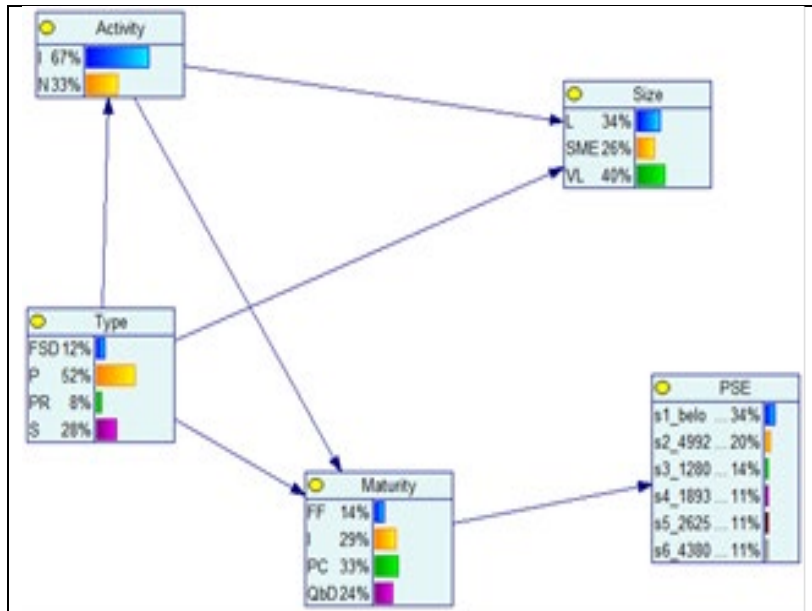 Activity
I 67%
N 33%
Size
L 34%
SME 26%
VL 40%
Type
FSD 12%
P 52%
PR 8%
S 28%
PSE
s1_belo ... 34%
s2_4992 ... 20%
s3_1280 ... 14%
s4_1893 ... 11%
s5_2625 ... 11%
s6_4380 ... 11%
Maturity
FF 14%
I 29%
PC 33%
QbD 24%